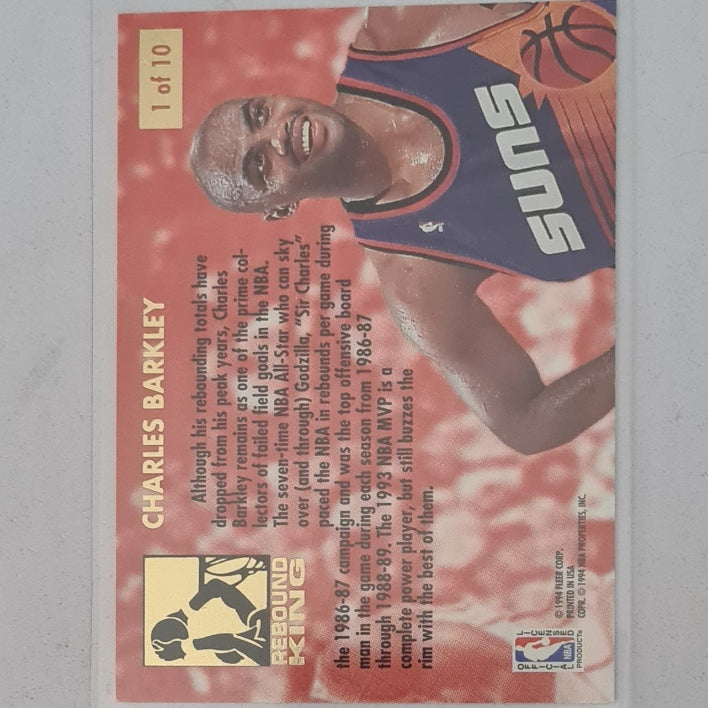 1 of 10
SUNS
CHARLES BARKLEY
Although his rebounding totals have
dropped from his peak years, Charles
Barkley remains as one of the prime col-
lectors of failed field goals in the NBA.
The seven-time NBA All-Star who can sky
over (and through) Godzilla, "Sir Charles"
paced the NBA in rebounds per game during
the 1986-87 campaign and was the top offensive board
man in the game during each season from 1986-87
through 1988-89. The 1993 NBA MVP is a
complete power player, but still buzzes the
rim with the best of them.
REBOUND
KING
OFFICIAL
LICENSED
NBA
PRODUCT®
© 1994 FLEER CORP.
PRINTED IN USA
COPR. © 1994 NBA PROPERTIES, INC.